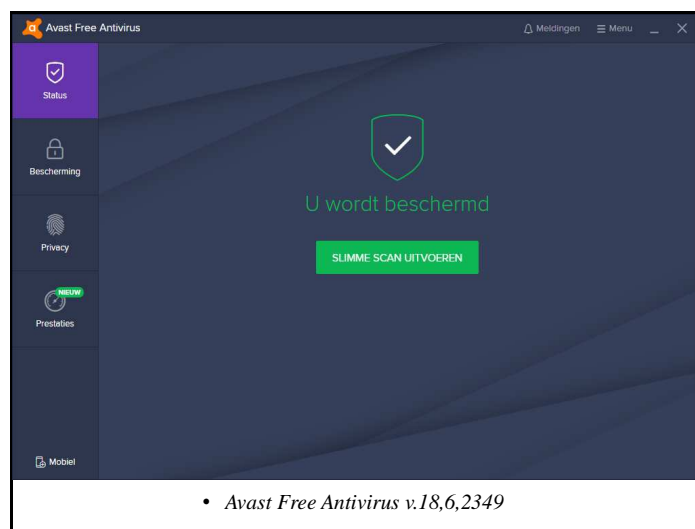 Avast Free Antivirus
Meldingen
Menu
Status
Bescherming
Privacy
NIEUW
Prestaties
Mobiel
U wordt beschermd
SLIMME SCAN UITVOEREN
• Avast Free Antivirus v.18,6,2349